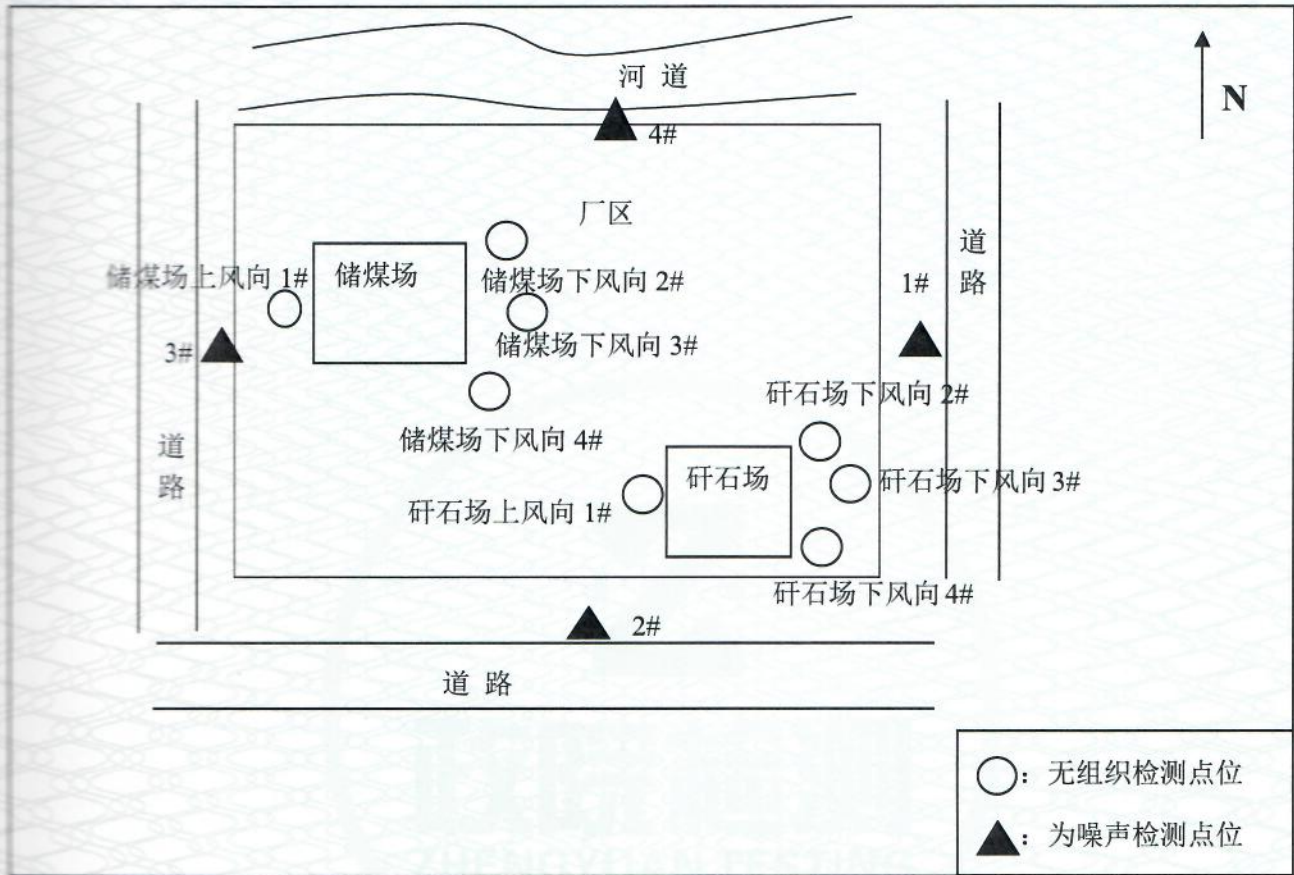 河 道
N
4#
厂区
道路
储煤场上风向 1#
储煤场
储煤场下风向 2#
1#
储煤场下风向 3#
3#
矸石场下风向 2#
储煤场下风向 4#
道路
矸石场
矸石场下风向 3#
矸石场上风向 1#
矸石场下风向 4#
2#
道 路
○：无组织检测点位
▲：为噪声检测点位
ZHENGYUAN TESTING